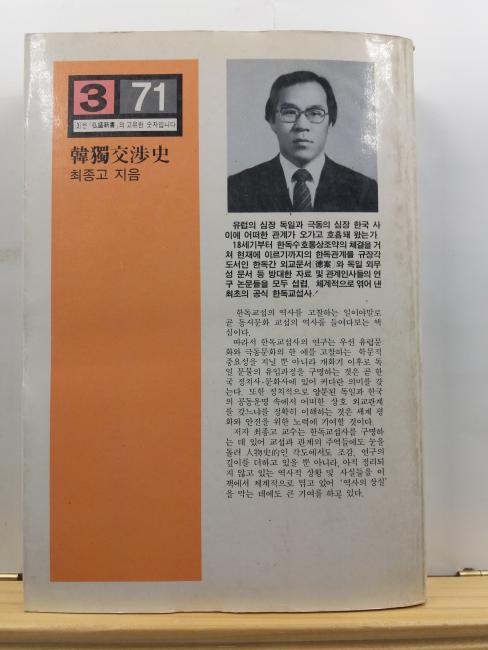 3 71
③은 「弘盛新書」의 고유한 숫자입니다
韓獨交渉史
최종고 지음
유럽의 심장 독일과 극동의 심장 한국 사
이에 어떠한 관계가 오가고 호흡돼 왔는가
18세기부터 한독수호통상조약의 체결을 거
쳐 현재에 이르기까지의 한독관계를 규장각
도서인 한독간 외교문서 (德案)와 독일 외무
성 문서 등 방대한 자료 및 관계인사들의 연
구 논문들을 모두 섭렵, 체계적으로 엮어 낸
최초의 공식 한독교섭사!
한독교섭의 역사를 고찰하는 일이야말로
곧 동서문화 교섭의 역사를 들여다보는 핵
심이다.
따라서 한독교섭사의 연구는 우선 유럽문
화와 극동문화의 한 예를 고찰하는 학문적
중요성을 지닐 뿐 아니라 개화기 이후로 독
일 문물의 유입과정을 구명하는 것은 곧 한
국 정치사·문화사에 있어 커다란 의미를 갖
는다. 또한 정치적으로 양분된 독일과 한국
의 공동운명 속에서 어떠한 상호 외교관계
를 갖느냐를 정확히 이해하는 것은 세계 평
화와 안전을 위한 노력에 기여할 것이다.
저자 최종고 교수는 한독교섭사를 구명하
는 데 있어 교섭과 관계의 주역들에도 눈을
돌려 人物史的인 각도에서도 조감, 연구의
깊이를 더하고 있을 뿐 아니라, 아직 정리되
지 않고 있는 역사적 상황 및 사실들을 이
책에서 체계적으로 엮고 있어 '역사의 상실'
을 막는 데에도 큰 기여를 하고 있다.